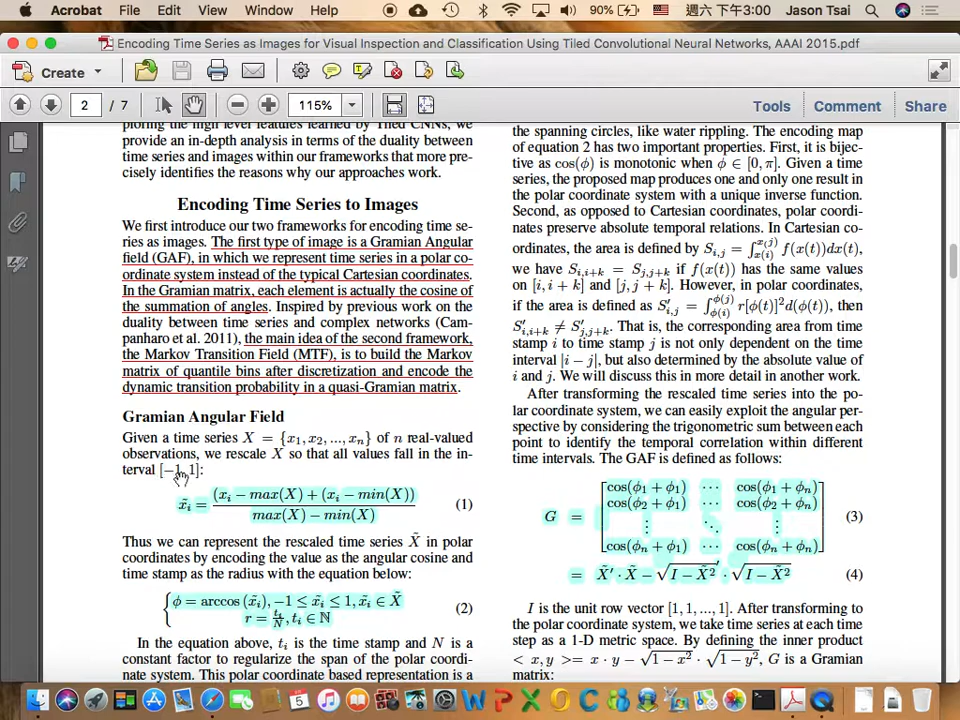 Acrobat File Edit View Window Help 90% 週六 下午3:00 Jason Tsai
Encoding Time Series as Images for Visual Inspection and Classification Using Tiled Convolutional Neural Networks, AAAI 2015.pdf
Create
2 / 7 115% Tools Comment Share
ploring the high level features learned by Tiled CNNs, we
provide an in-depth analysis in terms of the duality between
time series and images within our frameworks that more pre-
cisely identifies the reasons why our approaches work.
Encoding Time Series to Images
We first introduce our two frameworks for encoding time se-
ries as images. The first type of image is a Gramian Angular
field (GAF), in which we represent time series in a polar co-
ordinate system instead of the typical Cartesian coordinates.
In the Gramian matrix, each element is actually the cosine of
the summation of angles. Inspired by previous work on the
duality between time series and complex networks (Cam-
panharo et al. 2011), the main idea of the second framework,
the Markov Transition Field (MTF), is to build the Markov
matrix of quantile bins after discretization and encode the
dynamic transition probability in a quasi-Gramian matrix.
Gramian Angular Field
Given a time series X = {x₁, x₂, ..., xₙ} of n real-valued
observations, we rescale X so that all values fall in the in-
terval [−1, 1]:
x̃ᵢ = (xᵢ − max(X) + (xᵢ − min(X)) / max(X) − min(X) (1)
Thus we can represent the rescaled time series X̃ in polar
coordinates by encoding the value as the angular cosine and
time stamp as the radius with the equation below:
{ φ = arccos (x̃ᵢ), −1 ≤ x̃ᵢ ≤ 1, x̃ᵢ ∈ X̃
r = tᵢ/N, tᵢ ∈ ℕ (2)
In the equation above, tᵢ is the time stamp and N is a
constant factor to regularize the span of the polar coordi-
nate system. This polar coordinate based representation is a
the spanning circles, like water rippling. The encoding map
of equation 2 has two important properties. First, it is bijec-
tive as cos(φ) is monotonic when φ ∈ [0, π]. Given a time
series, the proposed map produces one and only one result in
the polar coordinate system with a unique inverse function.
Second, as opposed to Cartesian coordinates, polar coordi-
nates preserve absolute temporal relations. In Cartesian co-
ordinates, the area is defined by Sᵢ,ⱼ = ∫ₓ₍ᵢ₎ˣ⁽ʲ⁾ f(x(t))dx(t),
we have Sᵢ,ᵢ₊ₖ = Sⱼ,ⱼ₊ₖ if f(x(t)) has the same values
on [i, i + k] and [j, j + k]. However, in polar coordinates,
if the area is defined as S′ᵢ,ⱼ = ∫φ(i)φ(j) r[φ(t)]²d(φ(t)), then
S′ᵢ,ᵢ₊ₖ ≠ S′ⱼ,ⱼ₊ₖ. That is, the corresponding area from time
stamp i to time stamp j is not only dependent on the time
interval |i − j|, but also determined by the absolute value of
i and j. We will discuss this in more detail in another work.
After transforming the rescaled time series into the po-
lar coordinate system, we can easily exploit the angular per-
spective by considering the trigonometric sum between each
point to identify the temporal correlation within different
time intervals. The GAF is defined as follows:
cos(φ₁ + φ₁) ⋯ cos(φ₁ + φₙ)
cos(φ₂ + φ₁) ⋯ cos(φ₂ + φₙ)
G = ⋮ ⋱ ⋮ (3)
cos(φₙ + φ₁) ⋯ cos(φₙ + φₙ)
= X̃′ · X̃ − √(I − X̃²)′ · √(I − X̃²) (4)
I is the unit row vector [1, 1, ..., 1]. After transforming to
the polar coordinate system, we take time series at each time
step as a 1-D metric space. By defining the inner product
< x, y >= x · y − √(1 − x²) · √(1 − y²), G is a Gramian
matrix: